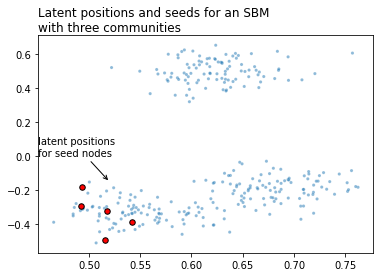 Latent positions and seeds for an SBM
with three communities
0.6
0.4
0.2
0.0
latent positions
for seed nodes
−0.2
−0.4
0.50 0.55 0.60 0.65 0.70 0.75